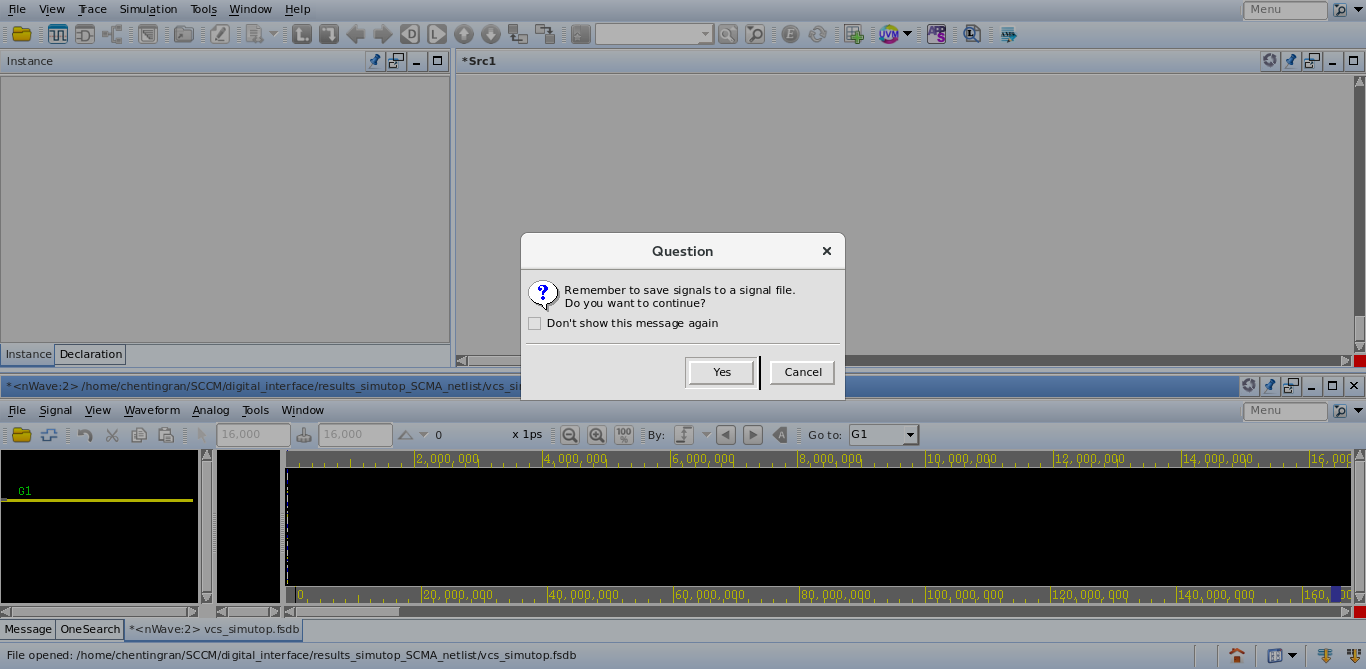 File View Trace Simulation Tools Window Help
Menu
Instance
*Src1
Question
Remember to save signals to a signal file.
Do you want to continue?
Don't show this message again
Yes Cancel
Instance Declaration
*<nWave:2> /home/chentingran/SCCM/digital_interface/results_simutop_SCMA_netlist/vcs_si
File Signal View Waveform Analog Tools Window
Menu
16,000 16,000 0 x 1ps 100% By: Go to: G1
2,000,000 4,000,000 6,000,000 8,000,000 10,000,000 12,000,000 14,000,000 16,000
G1
0 20,000,000 40,000,000 60,000,000 80,000,000 100,000,000 120,000,000 140,000,000 160,
Message OneSearch *<nWave:2> vcs_simutop.fsdb
File opened: /home/chentingran/SCCM/digital_interface/results_simutop_SCMA_netlist/vcs_simutop.fsdb